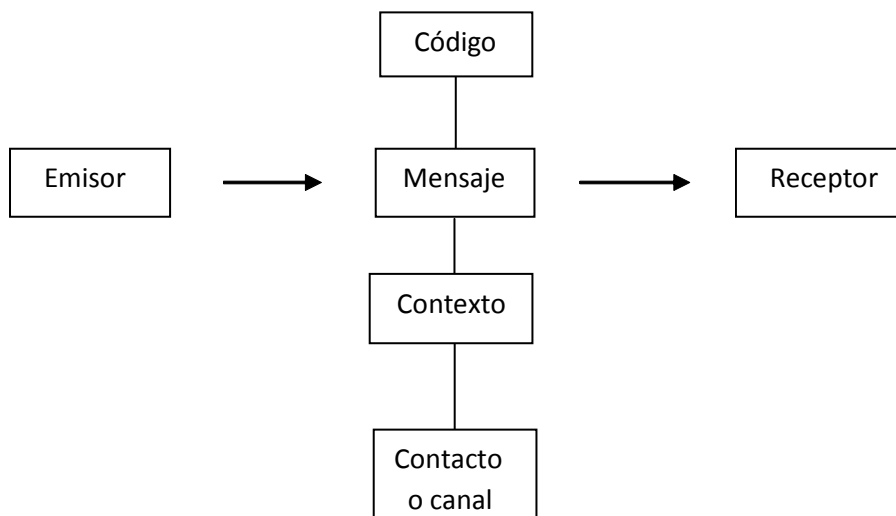 Código
Emisor
Mensaje
Receptor
Contexto
Contacto
o canal